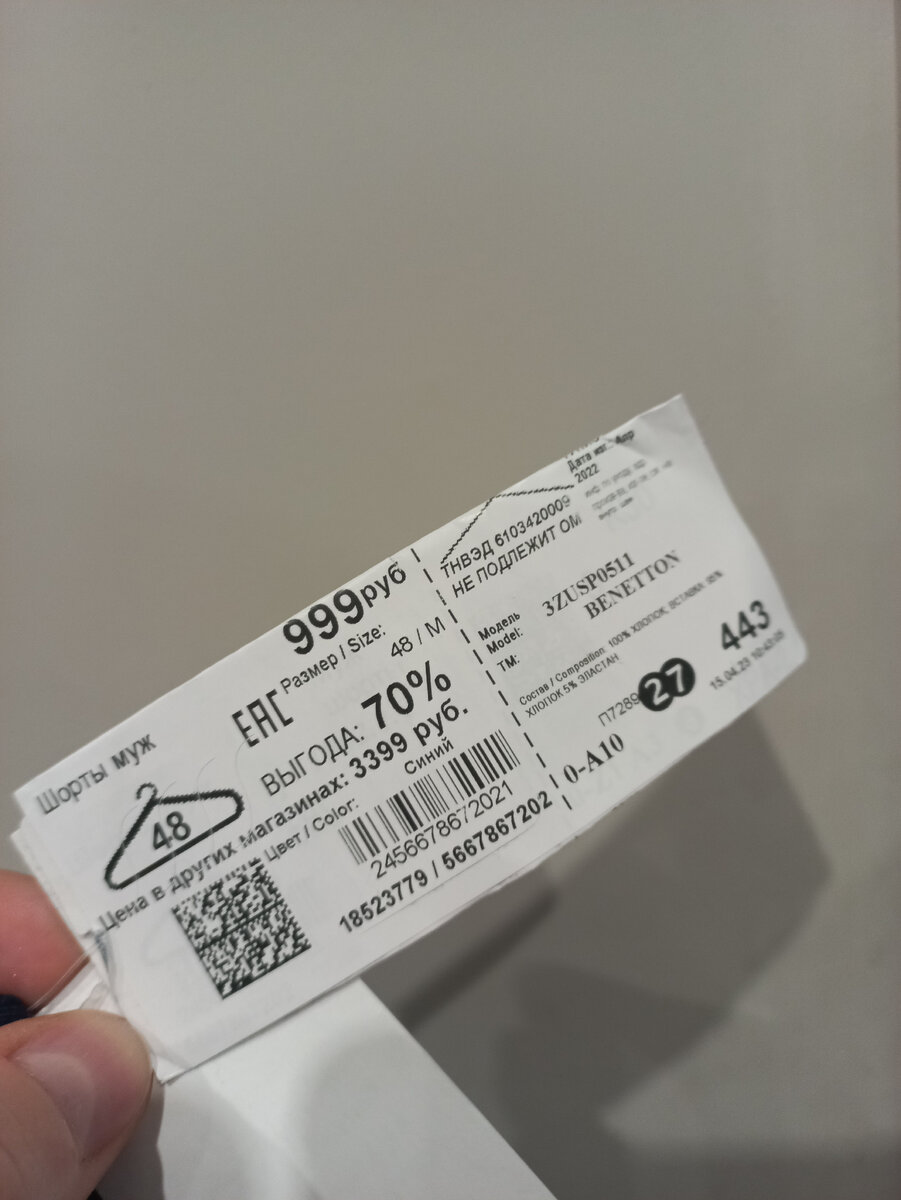 Шорты муж
999руб
48
ЕАС
Размер / Size:
48 / M
ВЫГОДА: 70%
Цена в других магазинах: 3399 руб.
Цвет / Color:
Синий
2456678672021
18523779 / 5667867202
Дата изг.: Апр
2022
ТНВЭД 6103420009
НЕ ПОДЛЕЖИТ ОМ
Модель
Model:
3ZUSP0511
ТМ:
BENETTON
Состав / Composition: 100% ХЛОПОК, ВСТАВКА: 95%
ХЛОПОК 5% ЭЛАСТАН
П7289
27
443
0-A10
15.04.23